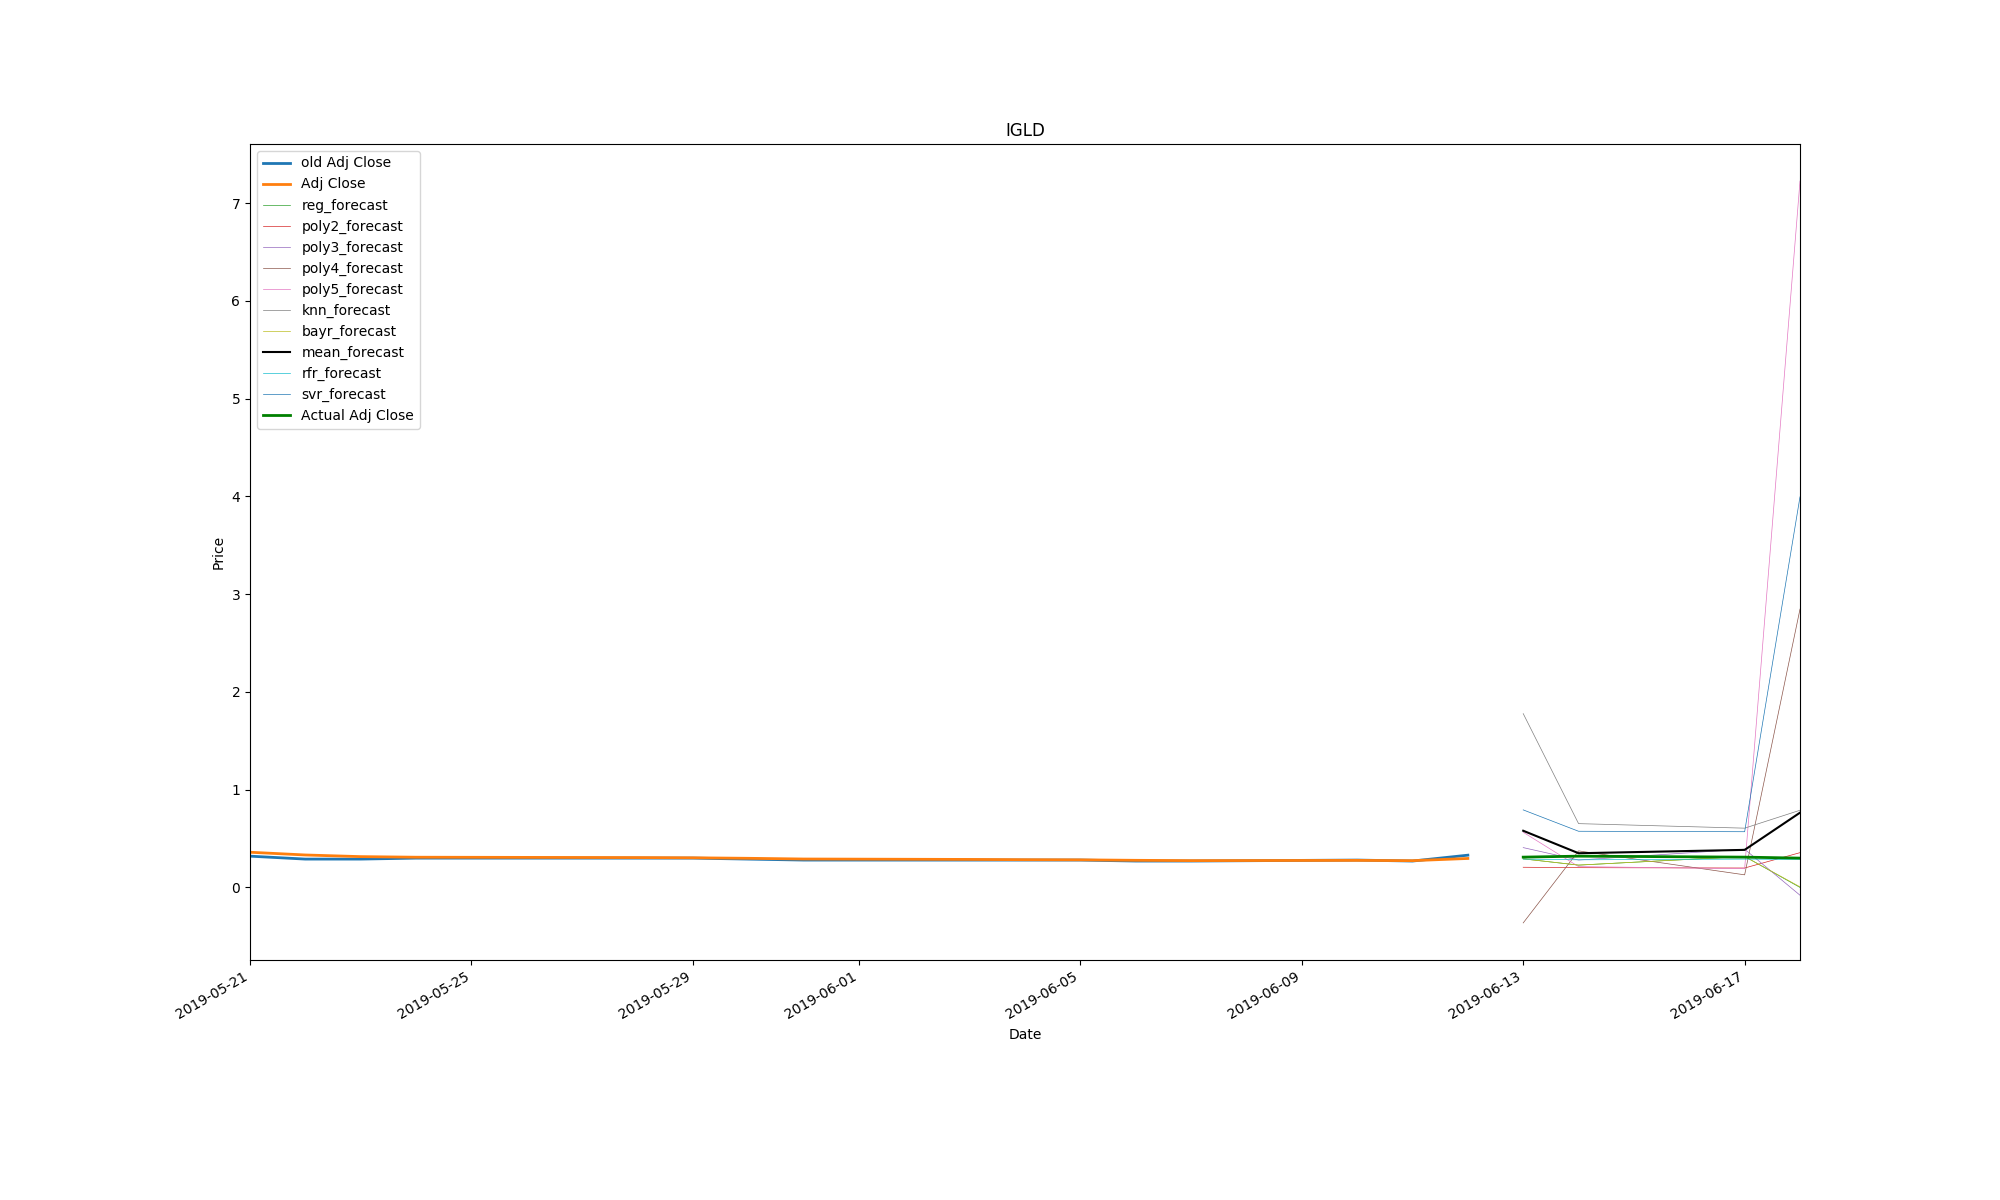 IGLD
old Adj Close
Adj Close
reg_forecast
poly2_forecast
poly3_forecast
poly4_forecast
poly5_forecast
knn_forecast
bayr_forecast
mean_forecast
rfr_forecast
svr_forecast
Actual Adj Close
7
6
5
4
3
2
1
0
Price
2019-05-21
2019-05-25
2019-05-29
2019-06-01
2019-06-05
2019-06-09
2019-06-13
2019-06-17
Date